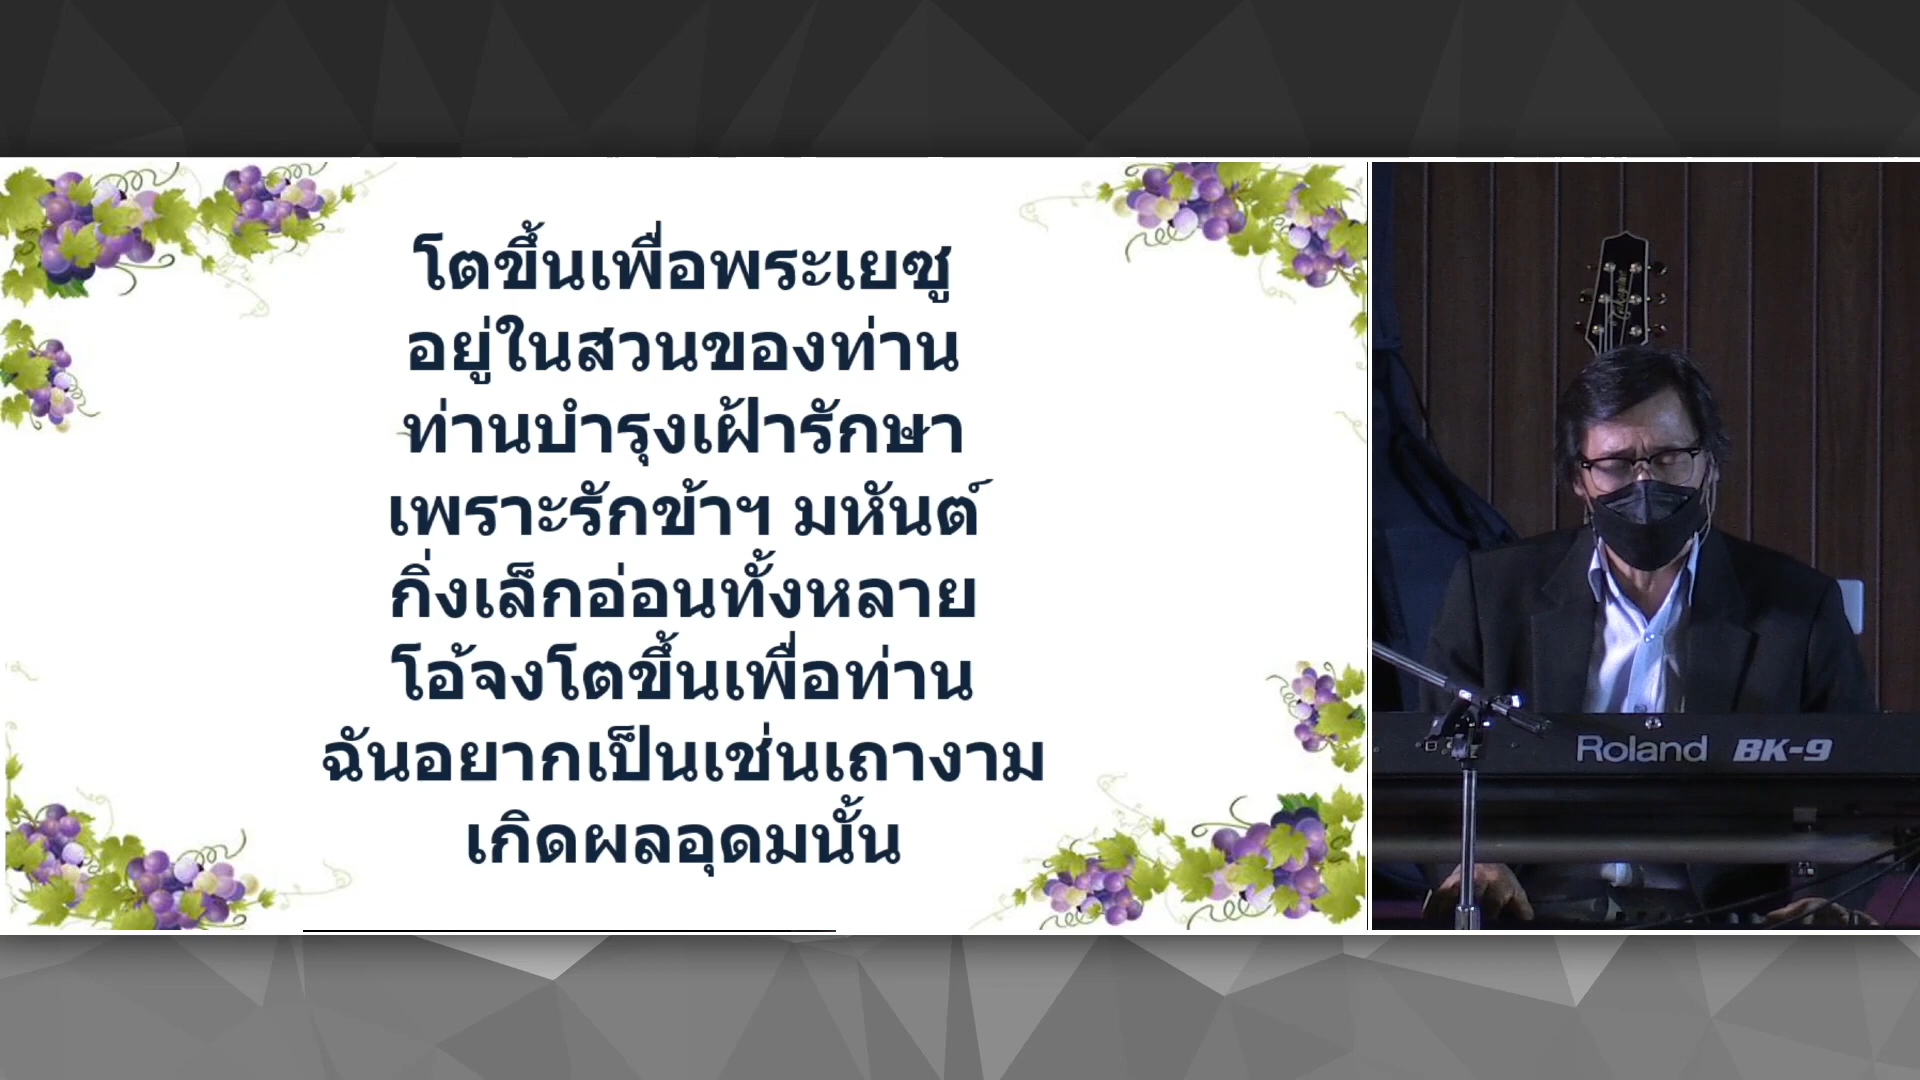 โตขึ้นเพื่อพระเยซู
อยู่ในสวนของท่าน
ท่านบำรุงเฝ้ารักษา
เพราะรักข้าฯ มหันต์
กิ่งเล็กอ่อนทั้งหลาย
โอ้จงโตขึ้นเพื่อท่าน
ฉันอยากเป็นเช่นเถางาม
เกิดผลอุดมนั้น
Roland BK-9